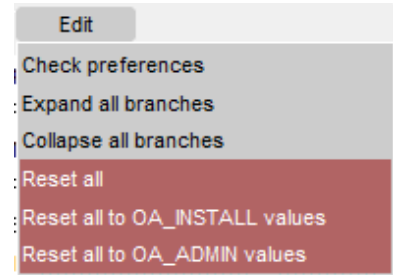 Edit
Check preferences
Expand all branches
Collapse all branches
Reset all
Reset all to OA_INSTALL values
Reset all to OA_ADMIN values